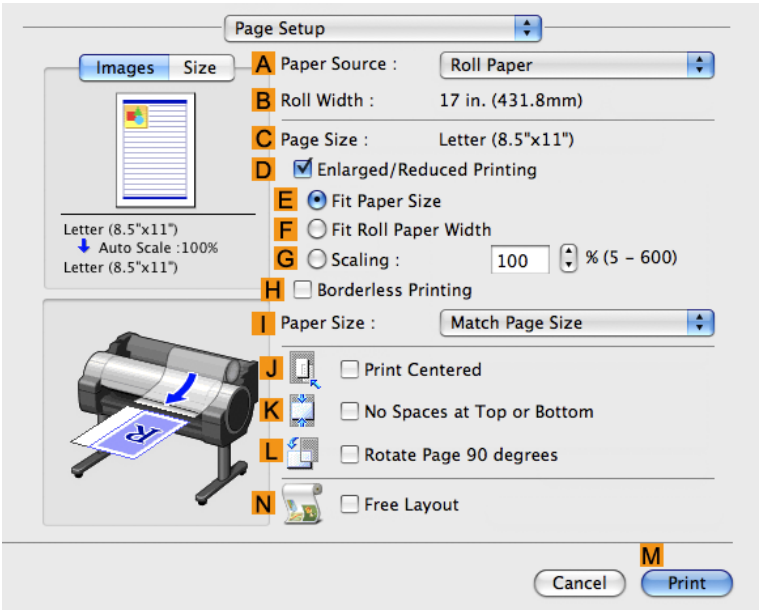 Page Setup
Images Size
A Paper Source : Roll Paper
B Roll Width : 17 in. (431.8mm)
C Page Size : Letter (8.5"x11")
D Enlarged/Reduced Printing
E Fit Paper Size
F Fit Roll Paper Width
G Scaling : 100 % (5 - 600)
Letter (8.5"x11")
Auto Scale :100%
Letter (8.5"x11")
H Borderless Printing
I Paper Size : Match Page Size
J Print Centered
K No Spaces at Top or Bottom
L Rotate Page 90 degrees
R
N Free Layout
M
Cancel Print